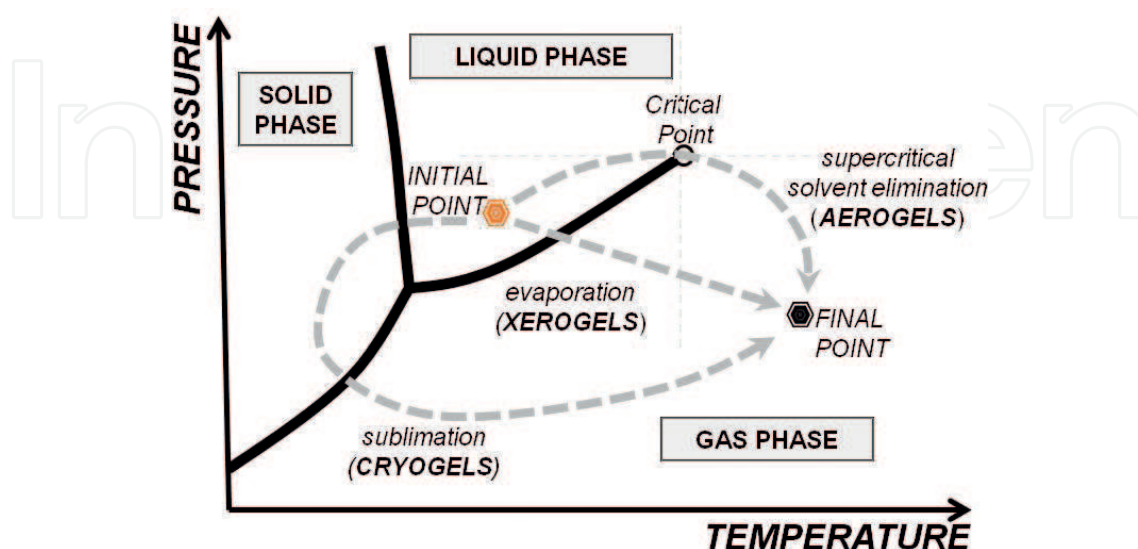 PRESSURE
LIQUID PHASE
SOLID
PHASE
Critical
Point
INITIAL
POINT
supercritical
solvent elimination
(AEROGELS)
evaporation
(XEROGELS)
FINAL
POINT
sublimation
(CRYOGELS)
GAS PHASE
TEMPERATURE